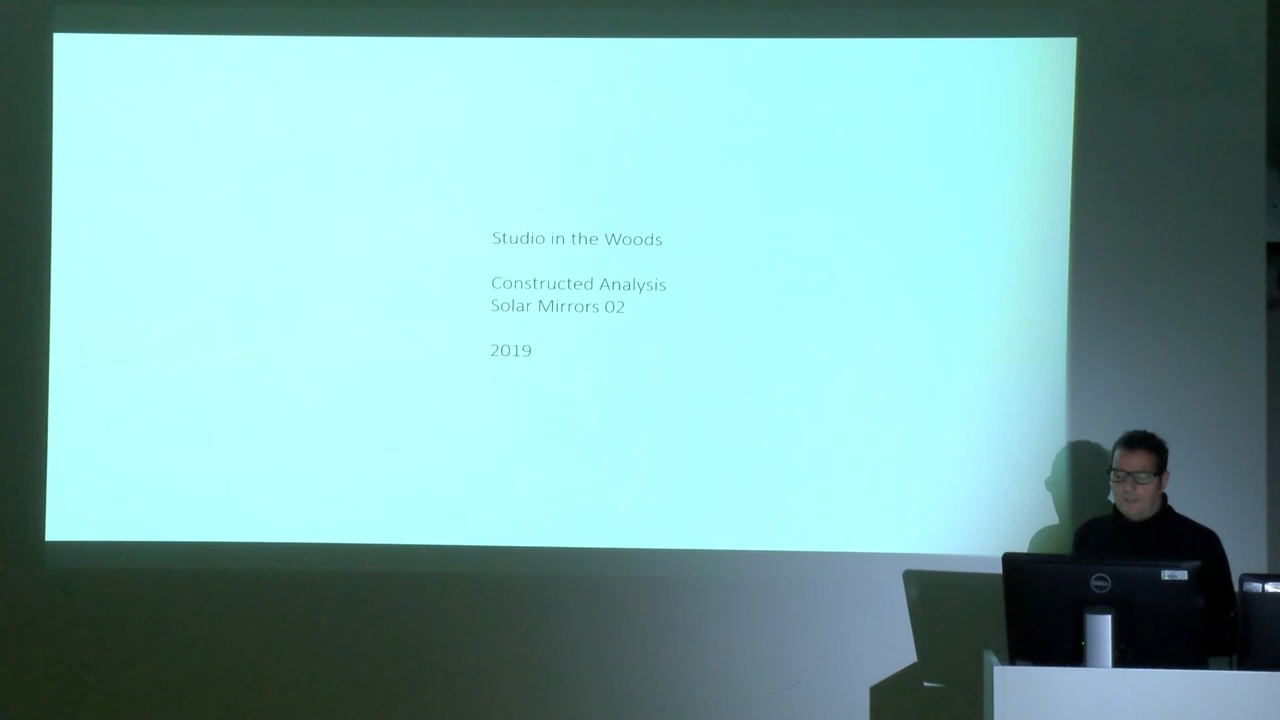 Studio in the Woods
Constructed Analysis
Solar Mirrors 02
2019
DELL